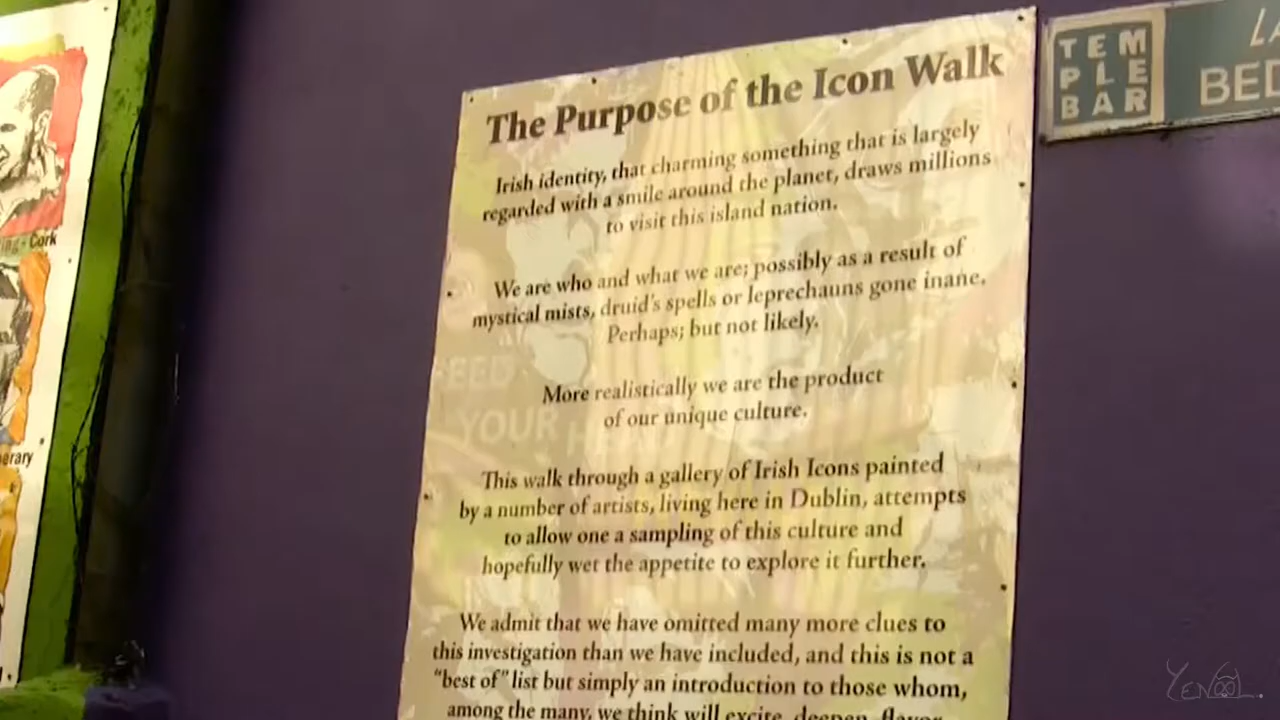 The Purpose of the Icon Walk
Irish identity, that charming something that is largely
regarded with a smile around the planet, draws millions
to visit this island nation.
We are who and what we are; possibly as a result of
mystical mists, druid's spells or leprechauns gone inane.
Perhaps; but not likely.
More realistically we are the product
of our unique culture.
This walk through a gallery of Irish Icons painted
by a number of artists, living here in Dublin, attempts
to allow one a sampling of this culture and
hopefully wet the appetite to explore it further.
We admit that we have omitted many more clues to
this investigation than we have included, and this is not a
"best of" list but simply an introduction to those whom,
among the many, we think will excite, deepen, flavor
TEM
PLE
BAR
LA
BED
Cork
YOUR
YENOOL.